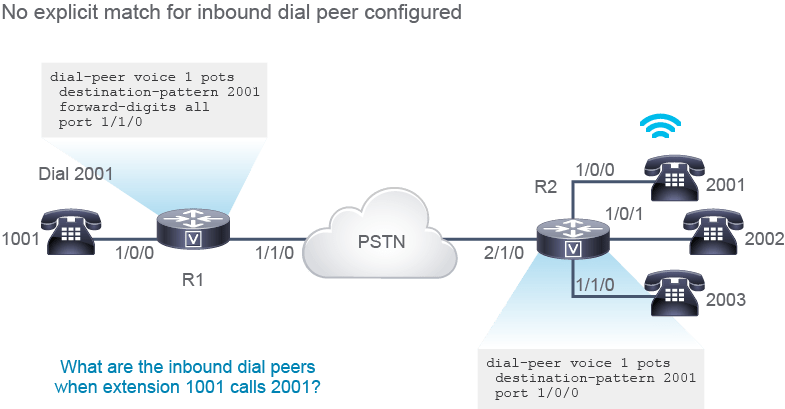 No explicit match for inbound dial peer configured
dial-peer voice 1 pots
destination-pattern 2001
forward-digits all
port 1/1/0
Dial 2001
1001
1/0/0
V
R1
1/1/0
PSTN
2/1/0
R2
V
1/0/0
2001
1/0/1
2002
1/1/0
2003
What are the inbound dial peers
when extension 1001 calls 2001?
dial-peer voice 1 pots
destination-pattern 2001
port 1/0/0